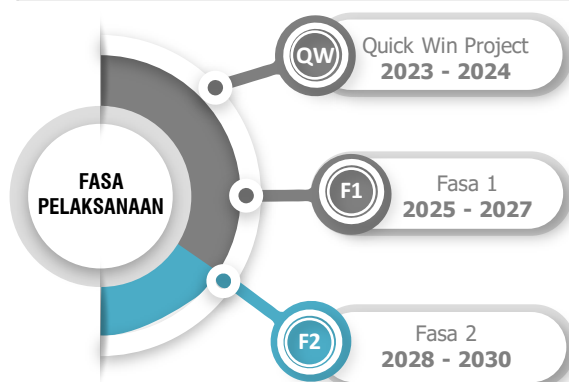 FASA
PELAKSANAAN
QW
Quick Win Project
2023 - 2024
F1
Fasa 1
2025 - 2027
F2
Fasa 2
2028 - 2030